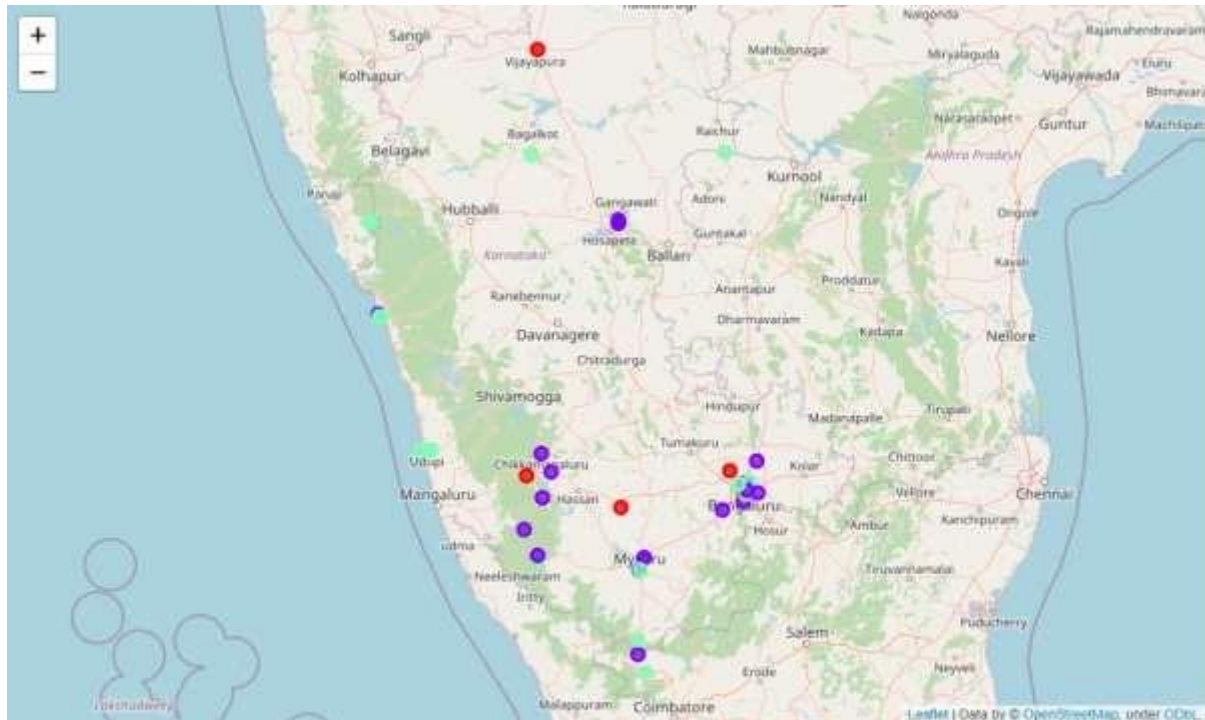 +
−
Sangli
Kolhapur
Vijayapura
Nalgonda
Rajamahendravaram
Mahbubnagar
Miryalaguda
Eluru
Vijayawada
Narasaraopet
Guntur
Bagalkot
Raichur
Belagavi
Kurnool
Andhra Pradesh
Panaji
Hubballi
Gangawati
Adoni
Nandyal
Ongole
Hosapete
Guntakal
Karnataka
Ballari
Kavali
Ranebennur
Anantapur
Proddatur
Davanagere
Dharmavaram
Kadapa
Nellore
Chitradurga
Shivamogga
Hindupur
Madanapalle
Tirupati
Tumakuru
Udupi
Chikkamagaluru
Kolar
Chittoor
Mangaluru
Hassan
Bengaluru
Vellore
Chennai
Hosur
Ambur
Kanchipuram
Mysuru
Neeleshwaram
Tiruvannamalai
Iritty
Puducherry
Salem
Erode
Neyveli
Lakshadweep
Malappuram
Coimbatore
Leaflet | Data by © OpenStreetMap, under ODbL.